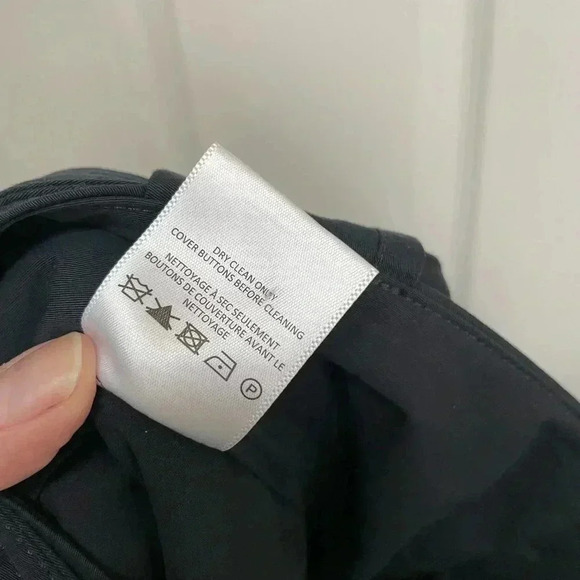 DRY CLEAN ONLY
COVER BUTTONS BEFORE CLEANING
NETTOYAGE À SEC SEULEMENT
BOUTONS DE COUVERTURE AVANT LE
NETTOYAGE
P